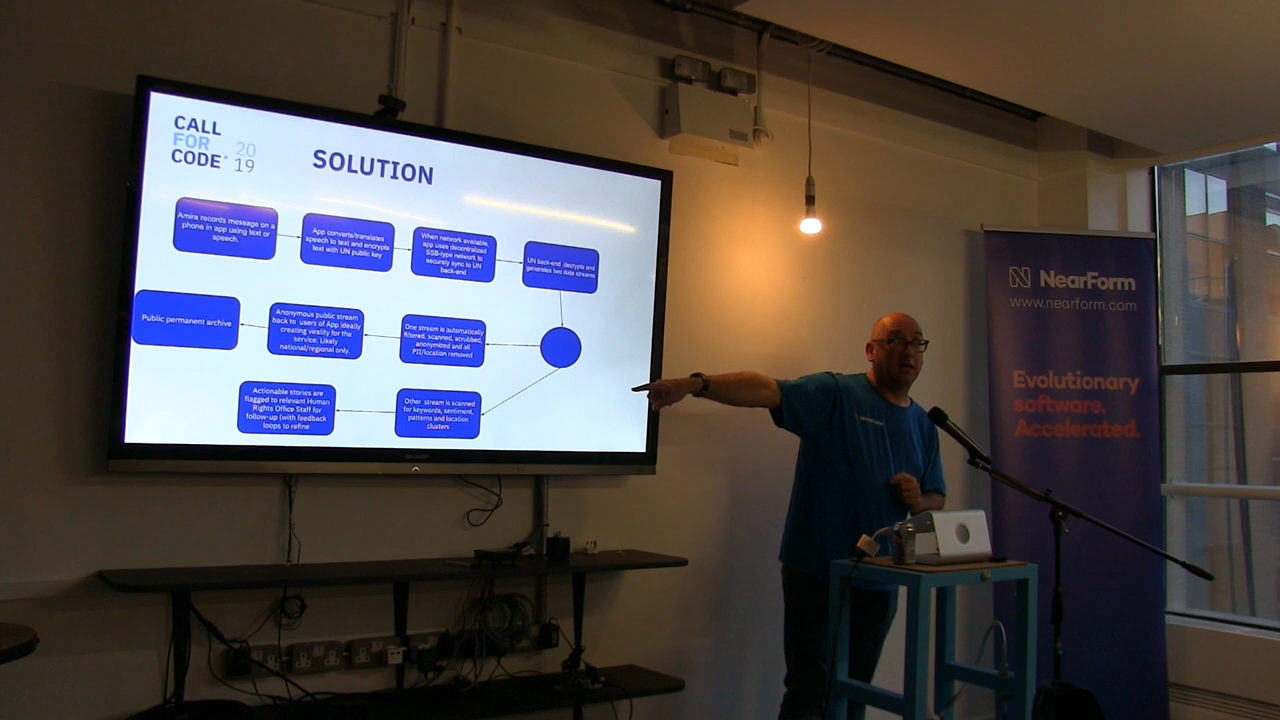 CALL
FOR 20
CODE® 19
SOLUTION
Amira records message on a
phone in app using text or
speech.
App converts/translates
speech to text and encrypts
text with UN public key
When network available,
app uses decentralized
SSB-type network to
securely sync to UN
back-end
UN back-end decrypts and
generates two data streams
Public permanent archive
Anonymous public stream
back to users of App ideally
creating virality for the
service. Likely
national/regional only.
One stream is automatically
filtered, scanned, scrubbed,
anonymized and all
PII/location removed
Actionable stories are
flagged to relevant Human
Rights Office Staff for
follow-up (with feedback
loops to refine
Other stream is scanned
for keywords, sentiment,
patterns and location
clusters
NearForm
www.nearform.com
Evolutionary
software.
Accelerated.